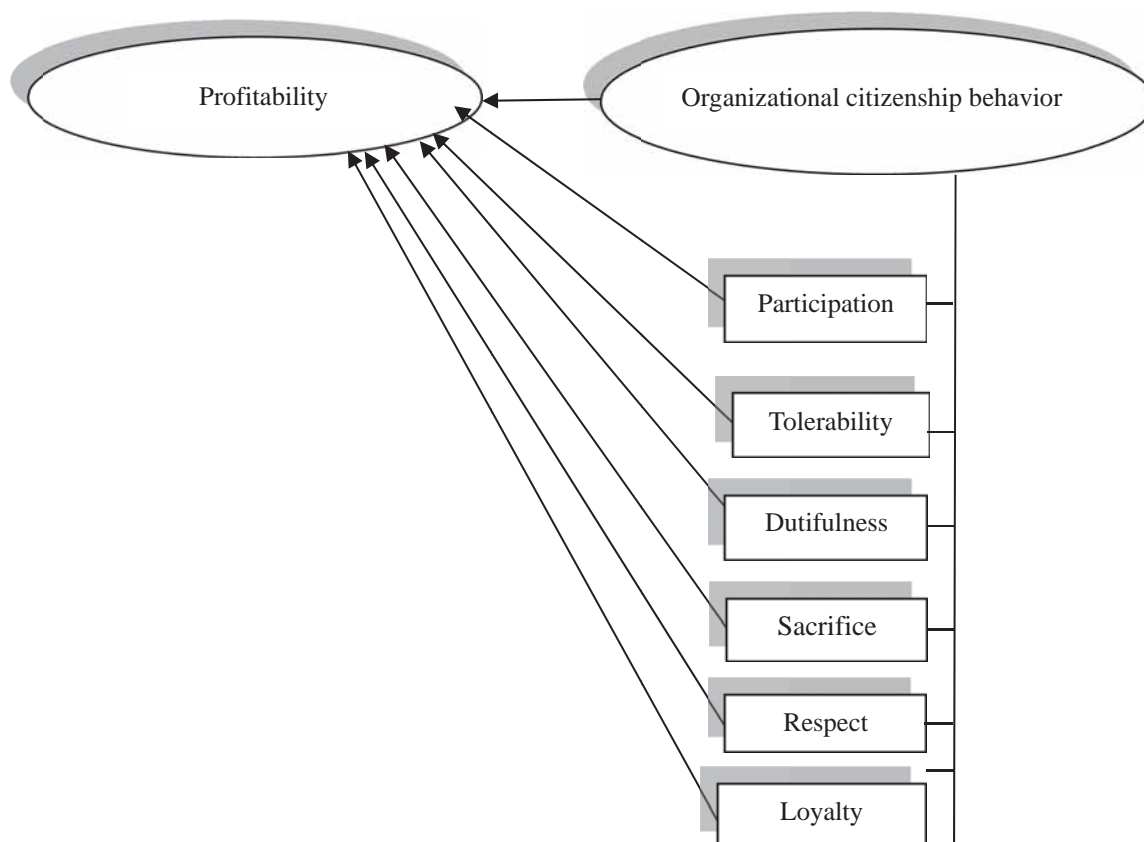 Profitability
Organizational citizenship behavior
Participation
Tolerability
Dutifulness
Sacrifice
Respect
Loyalty